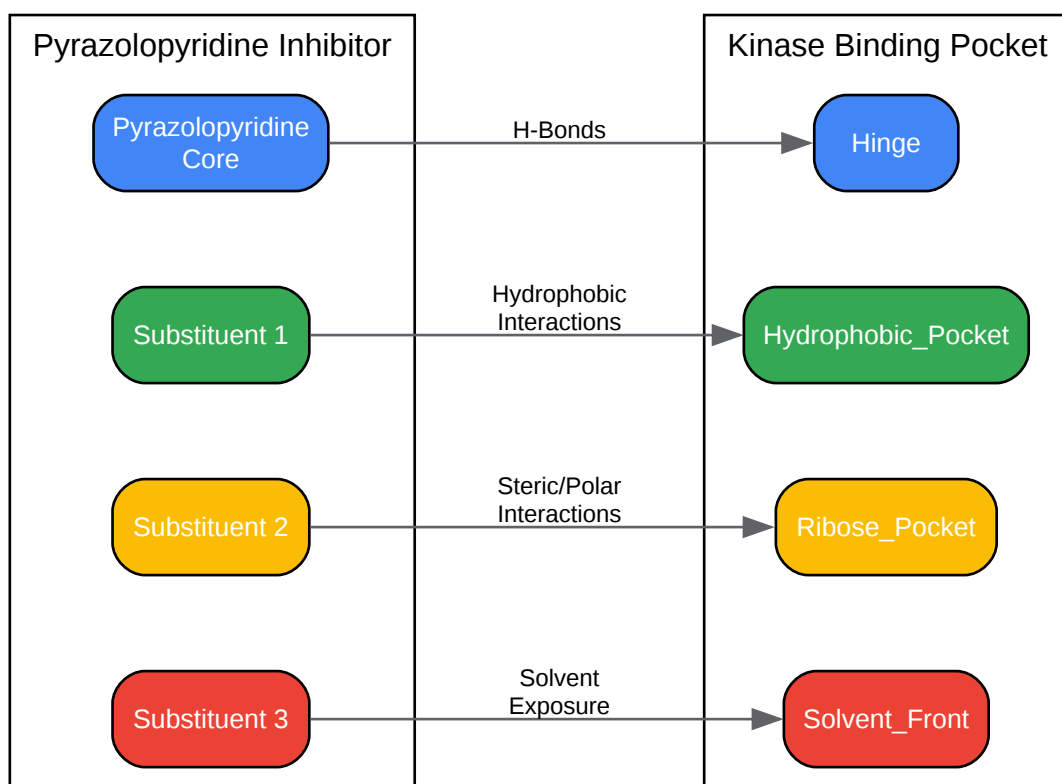 Pyrazolopyridine Inhibitor
Kinase Binding Pocket
Pyrazolopyridine
Core
H-Bonds
Hinge
Substituent 1
Hydrophobic
Interactions
Hydrophobic_Pocket
Substituent 2
Steric/Polar
Interactions
Ribose_Pocket
Substituent 3
Solvent
Exposure
Solvent_Front